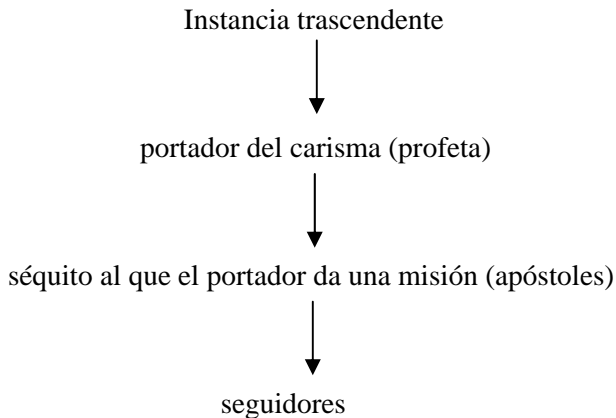 Instancia trascendente
portador del carisma (profeta)
séquito al que el portador da una misión (apóstoles)
seguidores